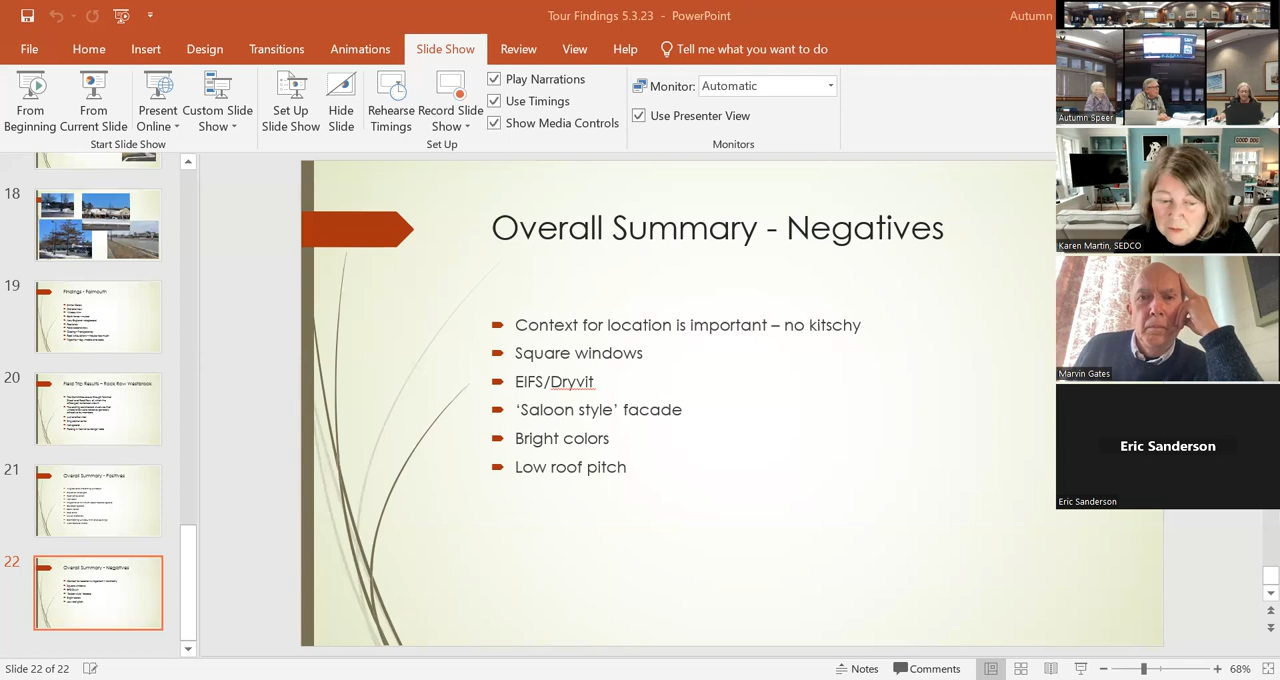 Tour Findings 5.3.23 - PowerPoint
Autumn
File Home Insert Design Transitions Animations Slide Show Review View Help Tell me what you want to do
From Beginning
From Current Slide
Present Online
Custom Slide Show
Start Slide Show
Set Up Slide Show
Hide Slide
Rehearse Timings
Record Slide Show
Play Narrations
Use Timings
Show Media Controls
Set Up
Monitor: Automatic
Use Presenter View
Monitors
18
19
Findings - Falmouth
20
Field Trip Results – Rock Row Westbrook
21
Overall Summary - Positives
22
Overall Summary - Negatives
Overall Summary - Negatives
Context for location is important – no kitschy
Square windows
EIFS/Dryvit
‘Saloon style’ facade
Bright colors
Low roof pitch
Autumn Speer
GOOD DOG
Karen Martin, SEDCO
Marvin Gates
Eric Sanderson
Eric Sanderson
Slide 22 of 22
Notes
Comments
68%